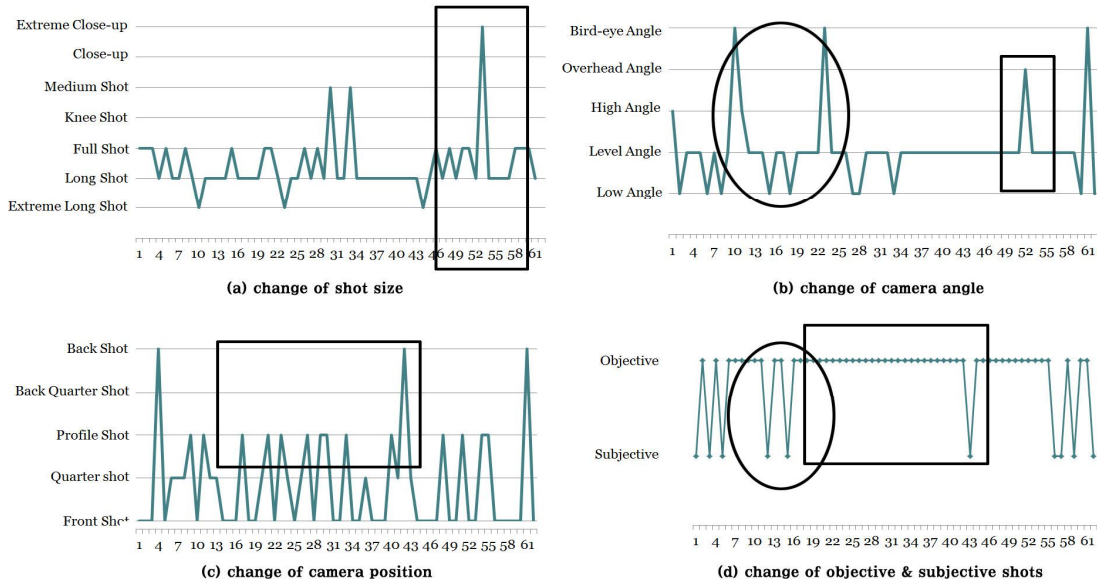 Extreme Close-up
Close-up
Medium Shot
Knee Shot
Full Shot
Long Shot
Extreme Long Shot
1 4 7 10 13 16 19 22 25 28 31 34 37 40 43 46 49 52 55 58 61
(a) change of shot size
Bird-eye Angle
Overhead Angle
High Angle
Level Angle
Low Angle
1 4 7 10 13 16 19 22 25 28 31 34 37 40 43 46 49 52 55 58 61
(b) change of camera angle
Back Shot
Back Quarter Shot
Profile Shot
Quarter shot
Front Shot
1 4 7 10 13 16 19 22 25 28 31 34 37 40 43 46 49 52 55 58 61
(c) change of camera position
Objective
Subjective
1 4 7 10 13 16 19 22 25 28 31 34 37 40 43 46 49 52 55 58 61
(d) change of objective & subjective shots